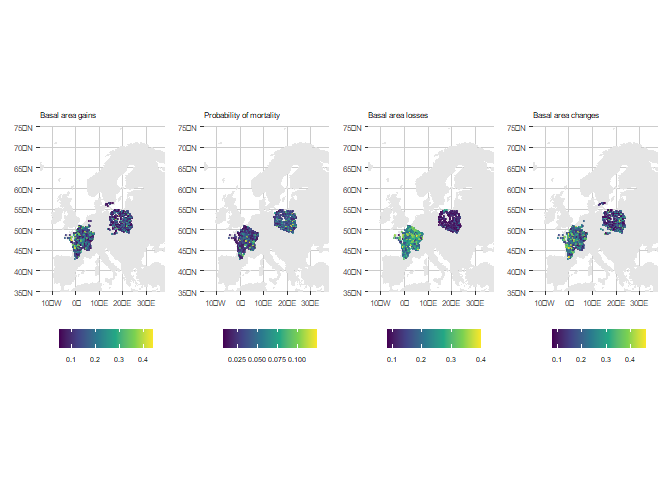 Basal area gains
Probability of mortality
Basal area losses
Basal area changes
75□N
70□N
65□N
60□N
55□N
50□N
45□N
40□N
35□N
75□N
70□N
65□N
60□N
55□N
50□N
45□N
40□N
35□N
75□N
70□N
65□N
60□N
55□N
50□N
45□N
40□N
35□N
75□N
70□N
65□N
60□N
55□N
50□N
45□N
40□N
35□N
10□W 0□ 10□E 20□E 30□E
10□W 0□ 10□E 20□E 30□E
10□W 0□ 10□E 20□E 30□E
10□W 0□ 10□E 20□E 30□E
0.1 0.2 0.3 0.4
0.025 0.050 0.075 0.100
0.1 0.2 0.3 0.4
0.1 0.2 0.3 0.4